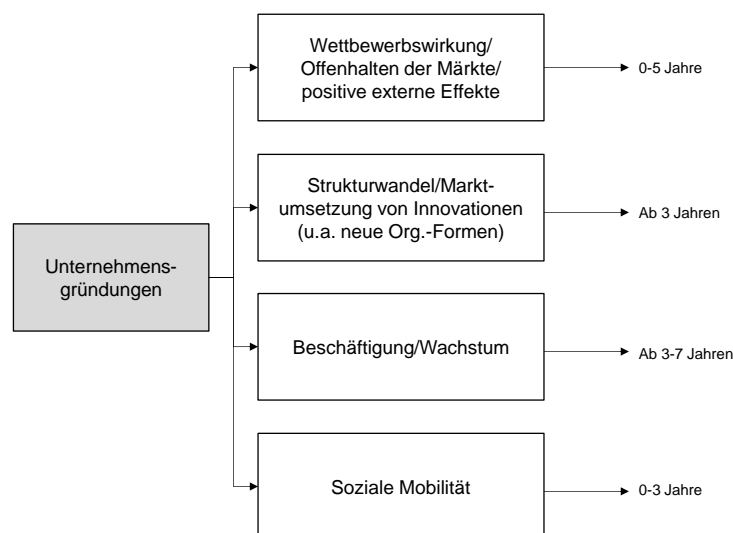 Wettbewerbswirkung/
Offenhalten der Märkte/
positive externe Effekte
0-5 Jahre
Strukturwandel/Markt-
umsetzung von Innovationen
(u.a. neue Org.-Formen)
Ab 3 Jahren
Unternehmens-
gründungen
Beschäftigung/Wachstum
Ab 3-7 Jahren
Soziale Mobilität
0-3 Jahre